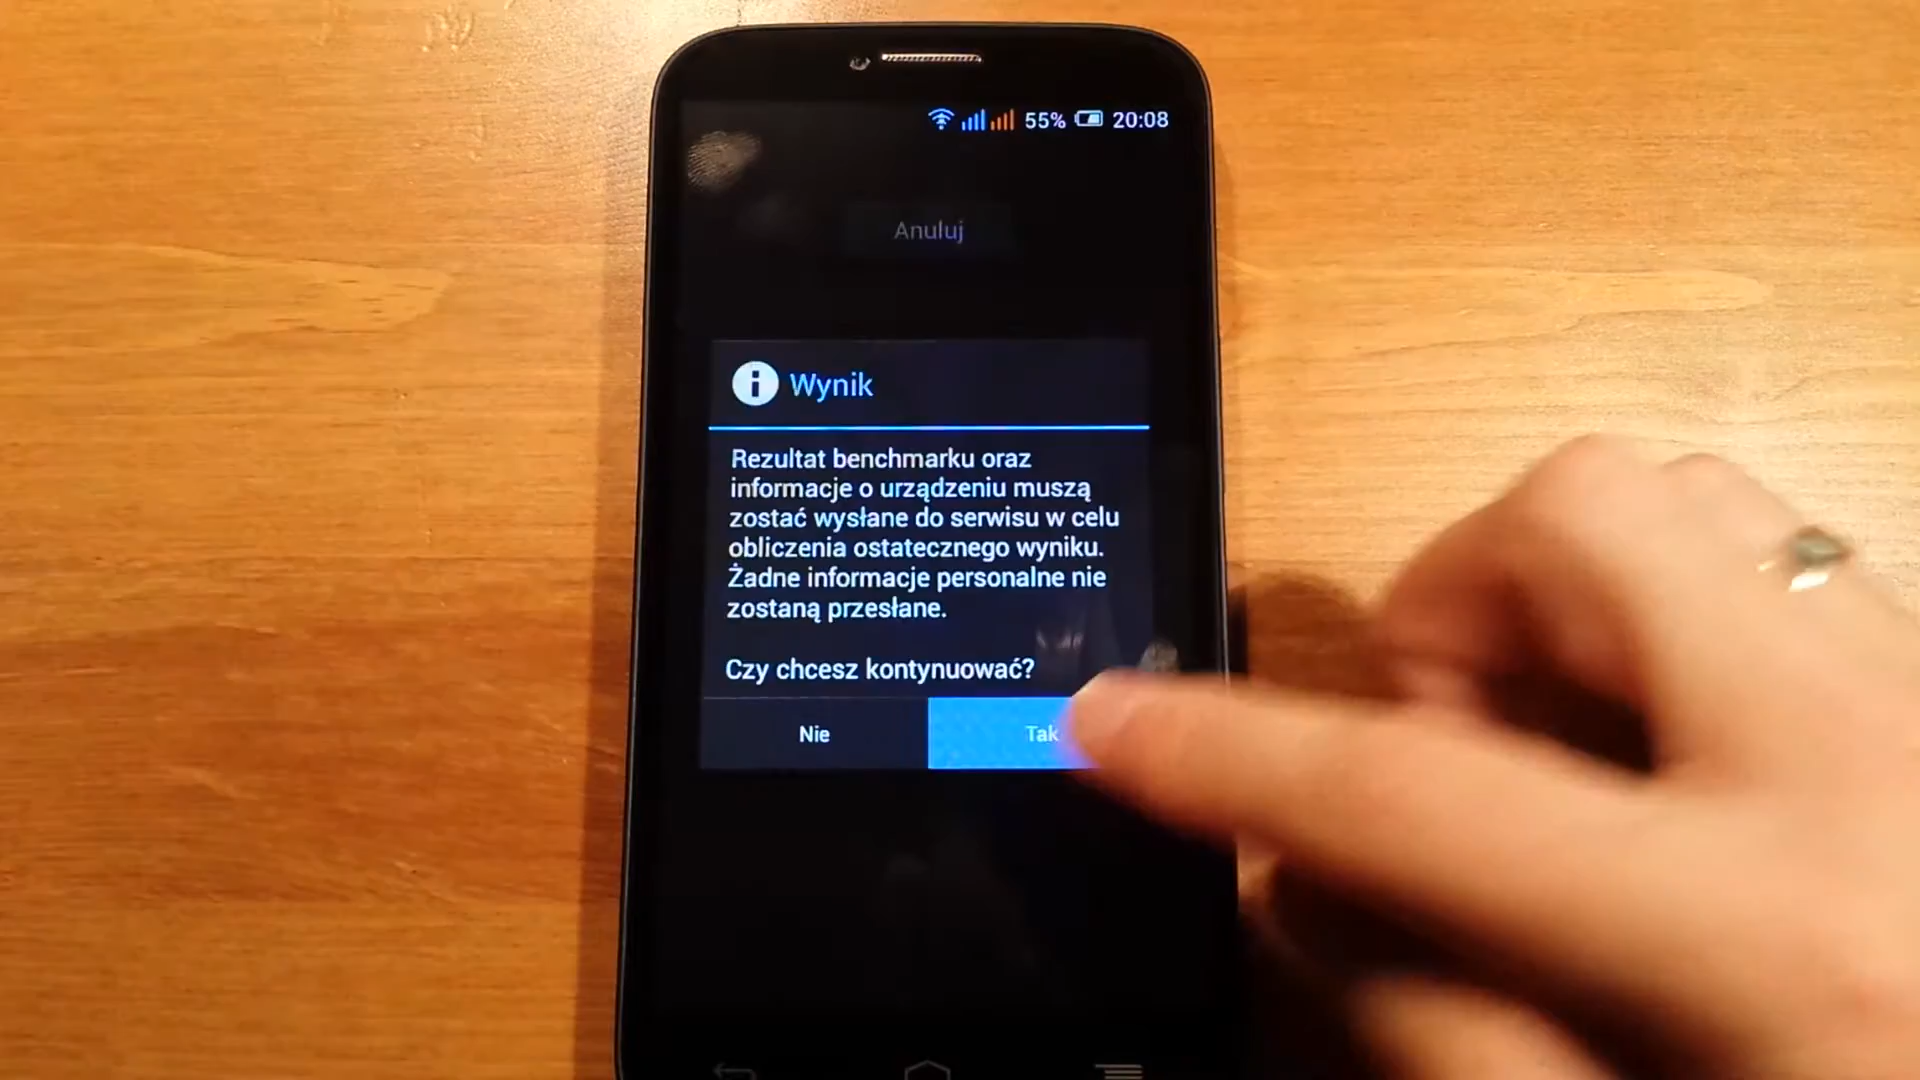 55% 20:08
Anuluj
Wynik
Rezultat benchmarku oraz
informacje o urządzeniu muszą
zostać wysłane do serwisu w celu
obliczenia ostatecznego wyniku.
Żadne informacje personalne nie
zostaną przesłane.
Czy chcesz kontynuować?
Nie
Tak